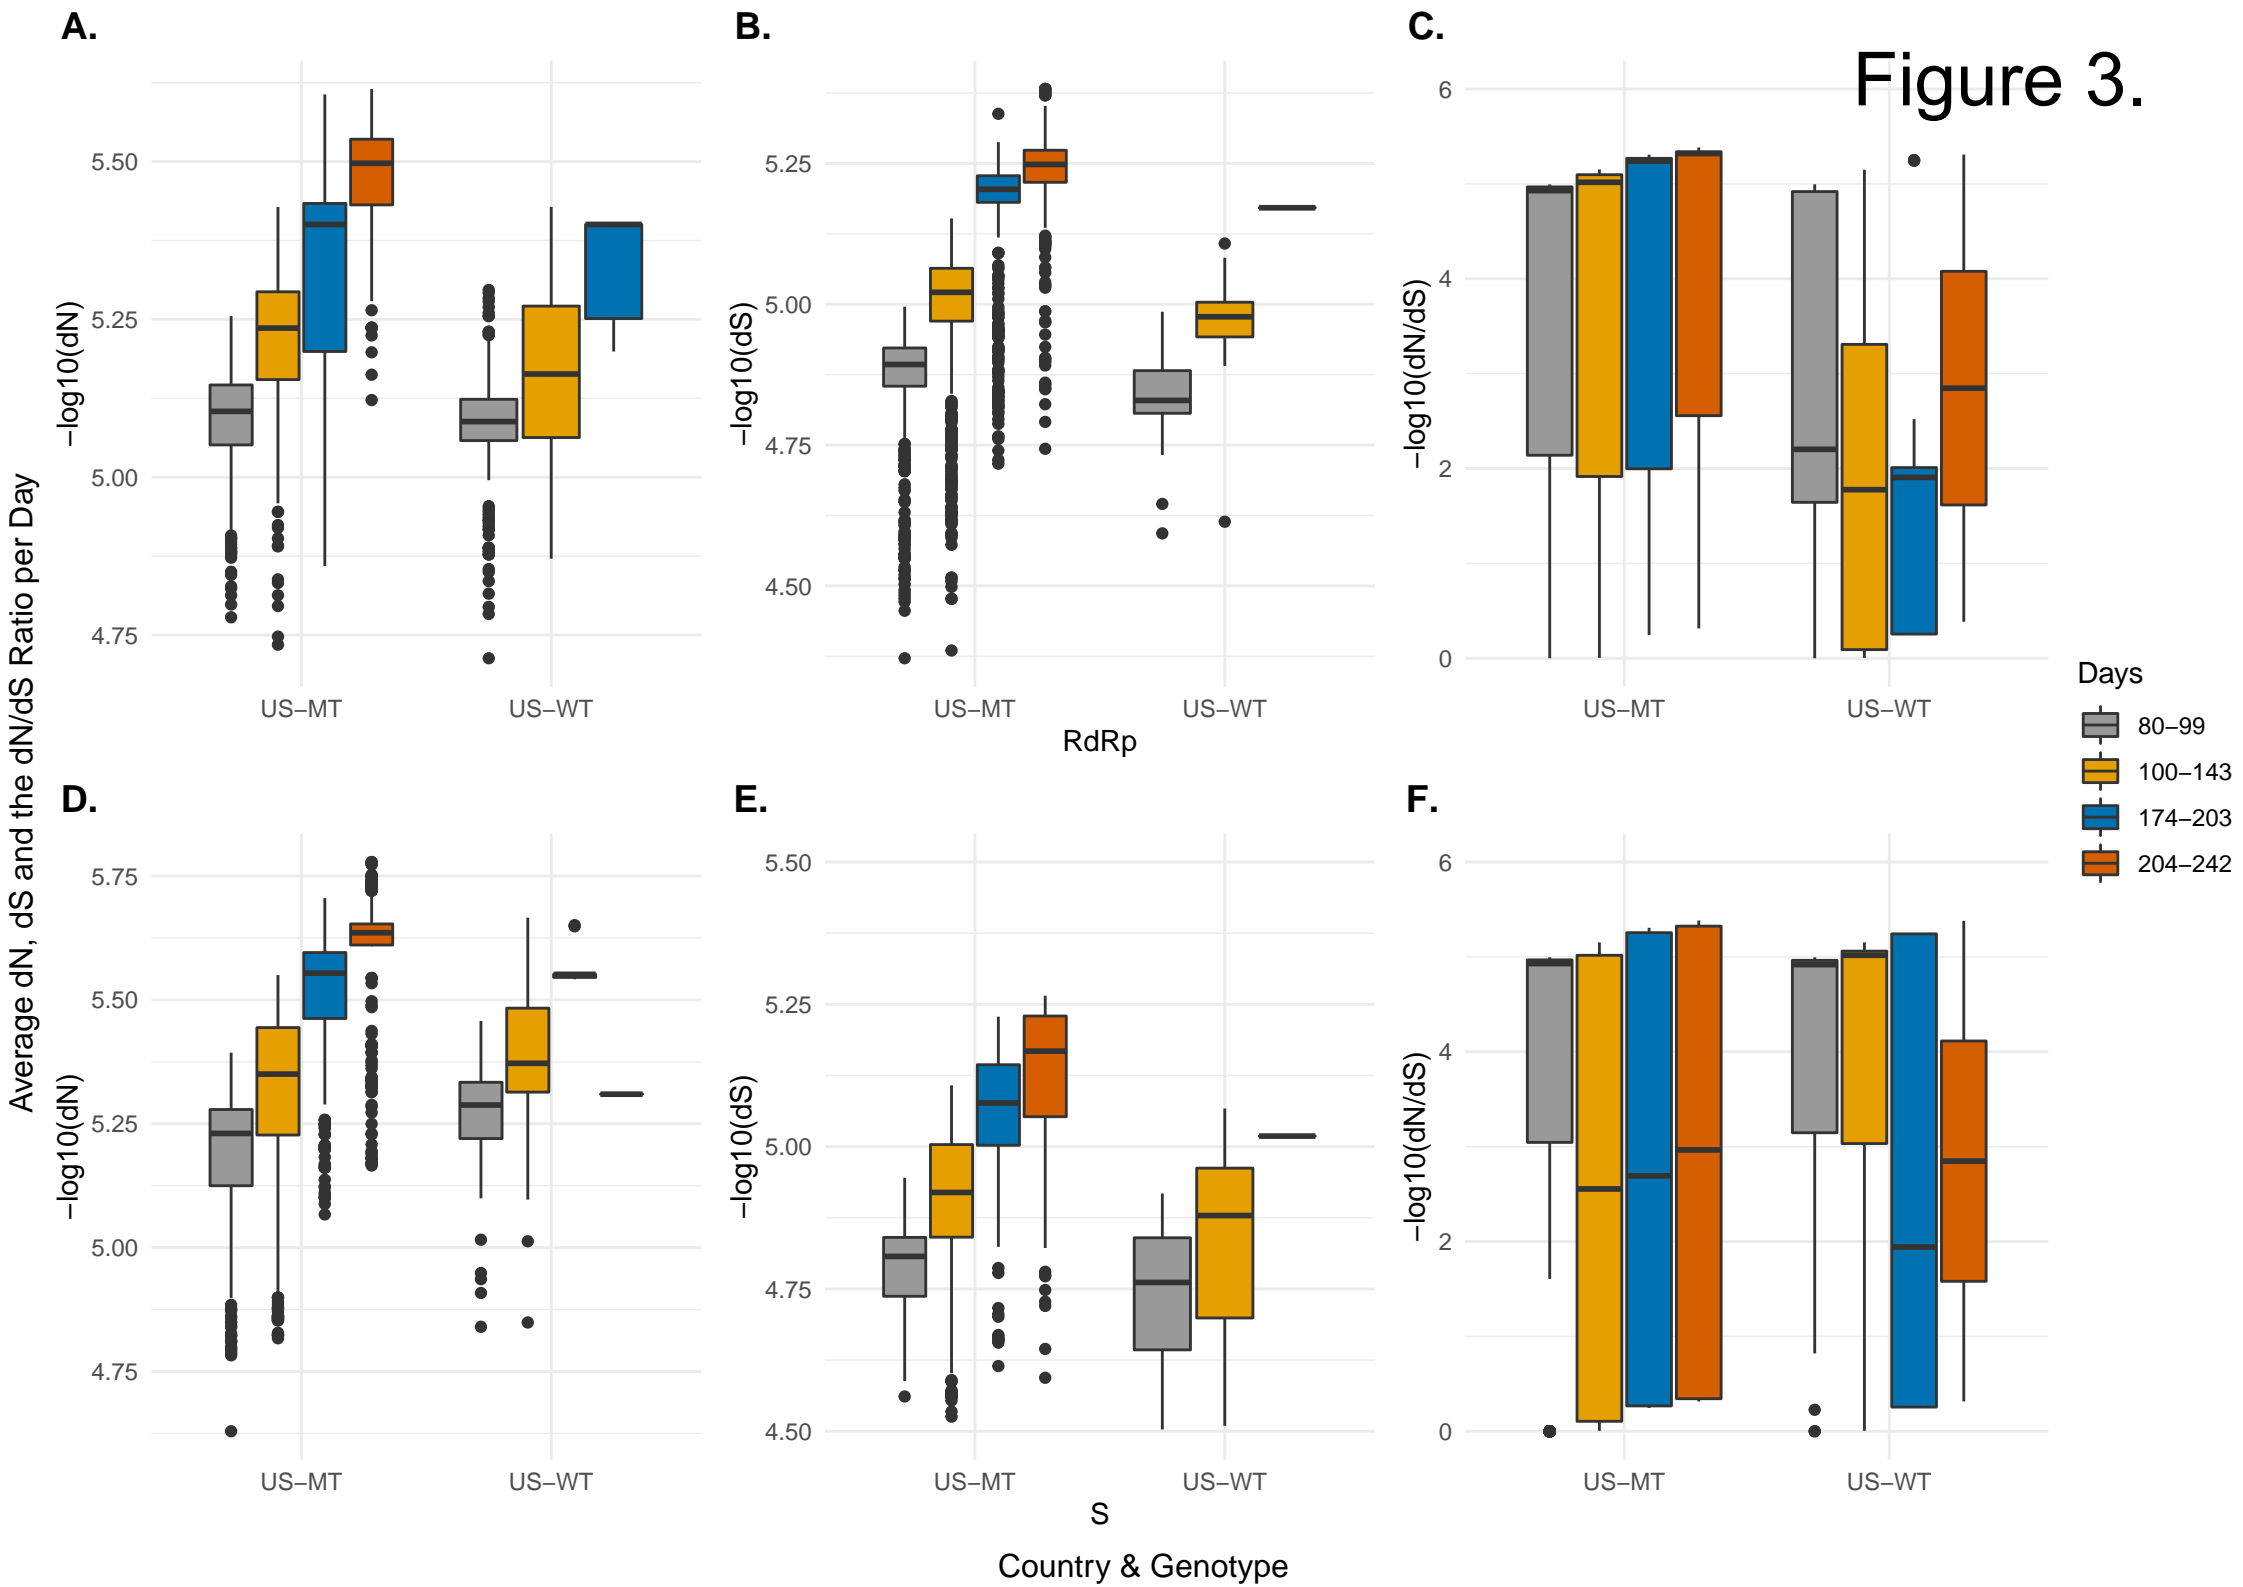 A.
B.
C.
Figure 3.
Average dN, dS and the dN/dS Ratio per Day
−log10(dN)
5.50
5.25
5.00
4.75
US−MT
US−WT
−log10(dS)
5.25
5.00
4.75
4.50
US−MT
US−WT
RdRp
−log10(dN/dS)
6
4
2
0
US−MT
US−WT
Days
80−99
100−143
174−203
204−242
D.
E.
F.
−log10(dN)
5.75
5.50
5.25
5.00
4.75
US−MT
US−WT
−log10(dS)
5.50
5.25
5.00
4.75
4.50
US−MT
US−WT
S
−log10(dN/dS)
6
4
2
0
US−MT
US−WT
Country & Genotype